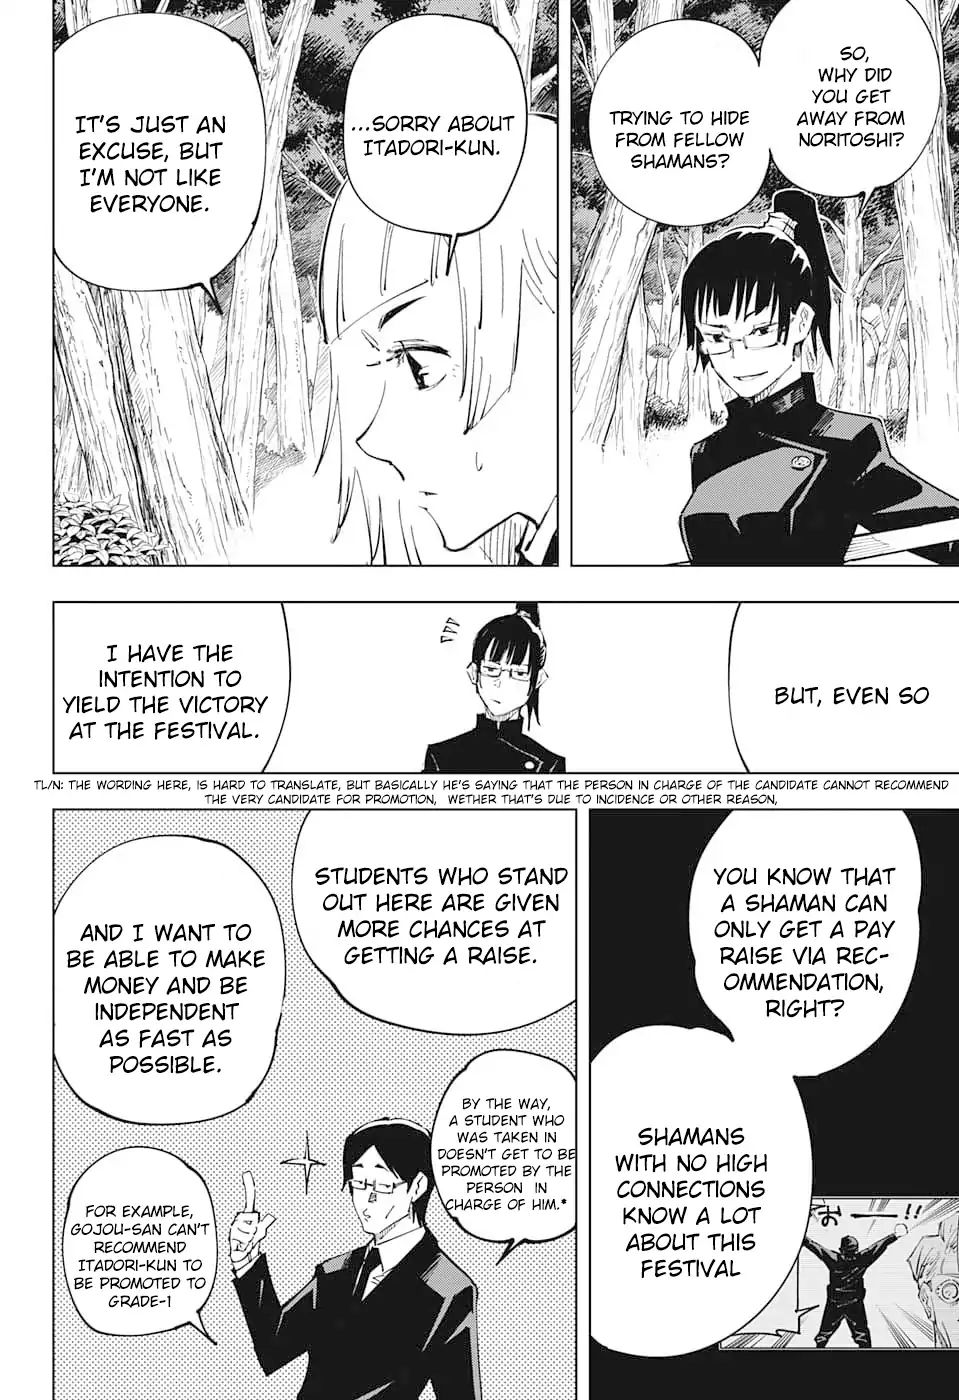 SO,
WHY DID
YOU GET
AWAY FROM
NORITOSHI?
TRYING TO HIDE
FROM FELLOW
SHAMANS?
...SORRY ABOUT
ITADORI-KUN.
IT'S JUST AN
EXCUSE, BUT
I'M NOT LIKE
EVERYONE.
BUT, EVEN SO
I HAVE THE
INTENTION TO
YIELD THE VICTORY
AT THE FESTIVAL.
TL/N: THE WORDING HERE, IS HARD TO TRANSLATE, BUT BASICALLY HE'S SAYING THAT THE PERSON IN CHARGE OF THE CANDIDATE CANNOT RECOMMEND
THE VERY CANDIDATE FOR PROMOTION, WETHER THAT'S DUE TO INCIDENCE OR OTHER REASON,
YOU KNOW THAT
A SHAMAN CAN
ONLY GET A PAY
RAISE VIA REC-
OMMENDATION,
RIGHT?
SHAMANS
WITH NO HIGH
CONNECTIONS
KNOW A LOT
ABOUT THIS
FESTIVAL
おー!!
STUDENTS WHO STAND
OUT HERE ARE GIVEN
MORE CHANCES AT
GETTING A RAISE.
AND I WANT TO
BE ABLE TO MAKE
MONEY AND BE
INDEPENDENT
AS FAST AS
POSSIBLE.
BY THE WAY,
A STUDENT WHO
WAS TAKEN IN
DOESN'T GET TO BE
PROMOTED BY THE
PERSON IN
CHARGE OF HIM.*
FOR EXAMPLE,
GOJOU-SAN CAN'T
RECOMMEND
ITADORI-KUN TO
BE PROMOTED TO
GRADE-1